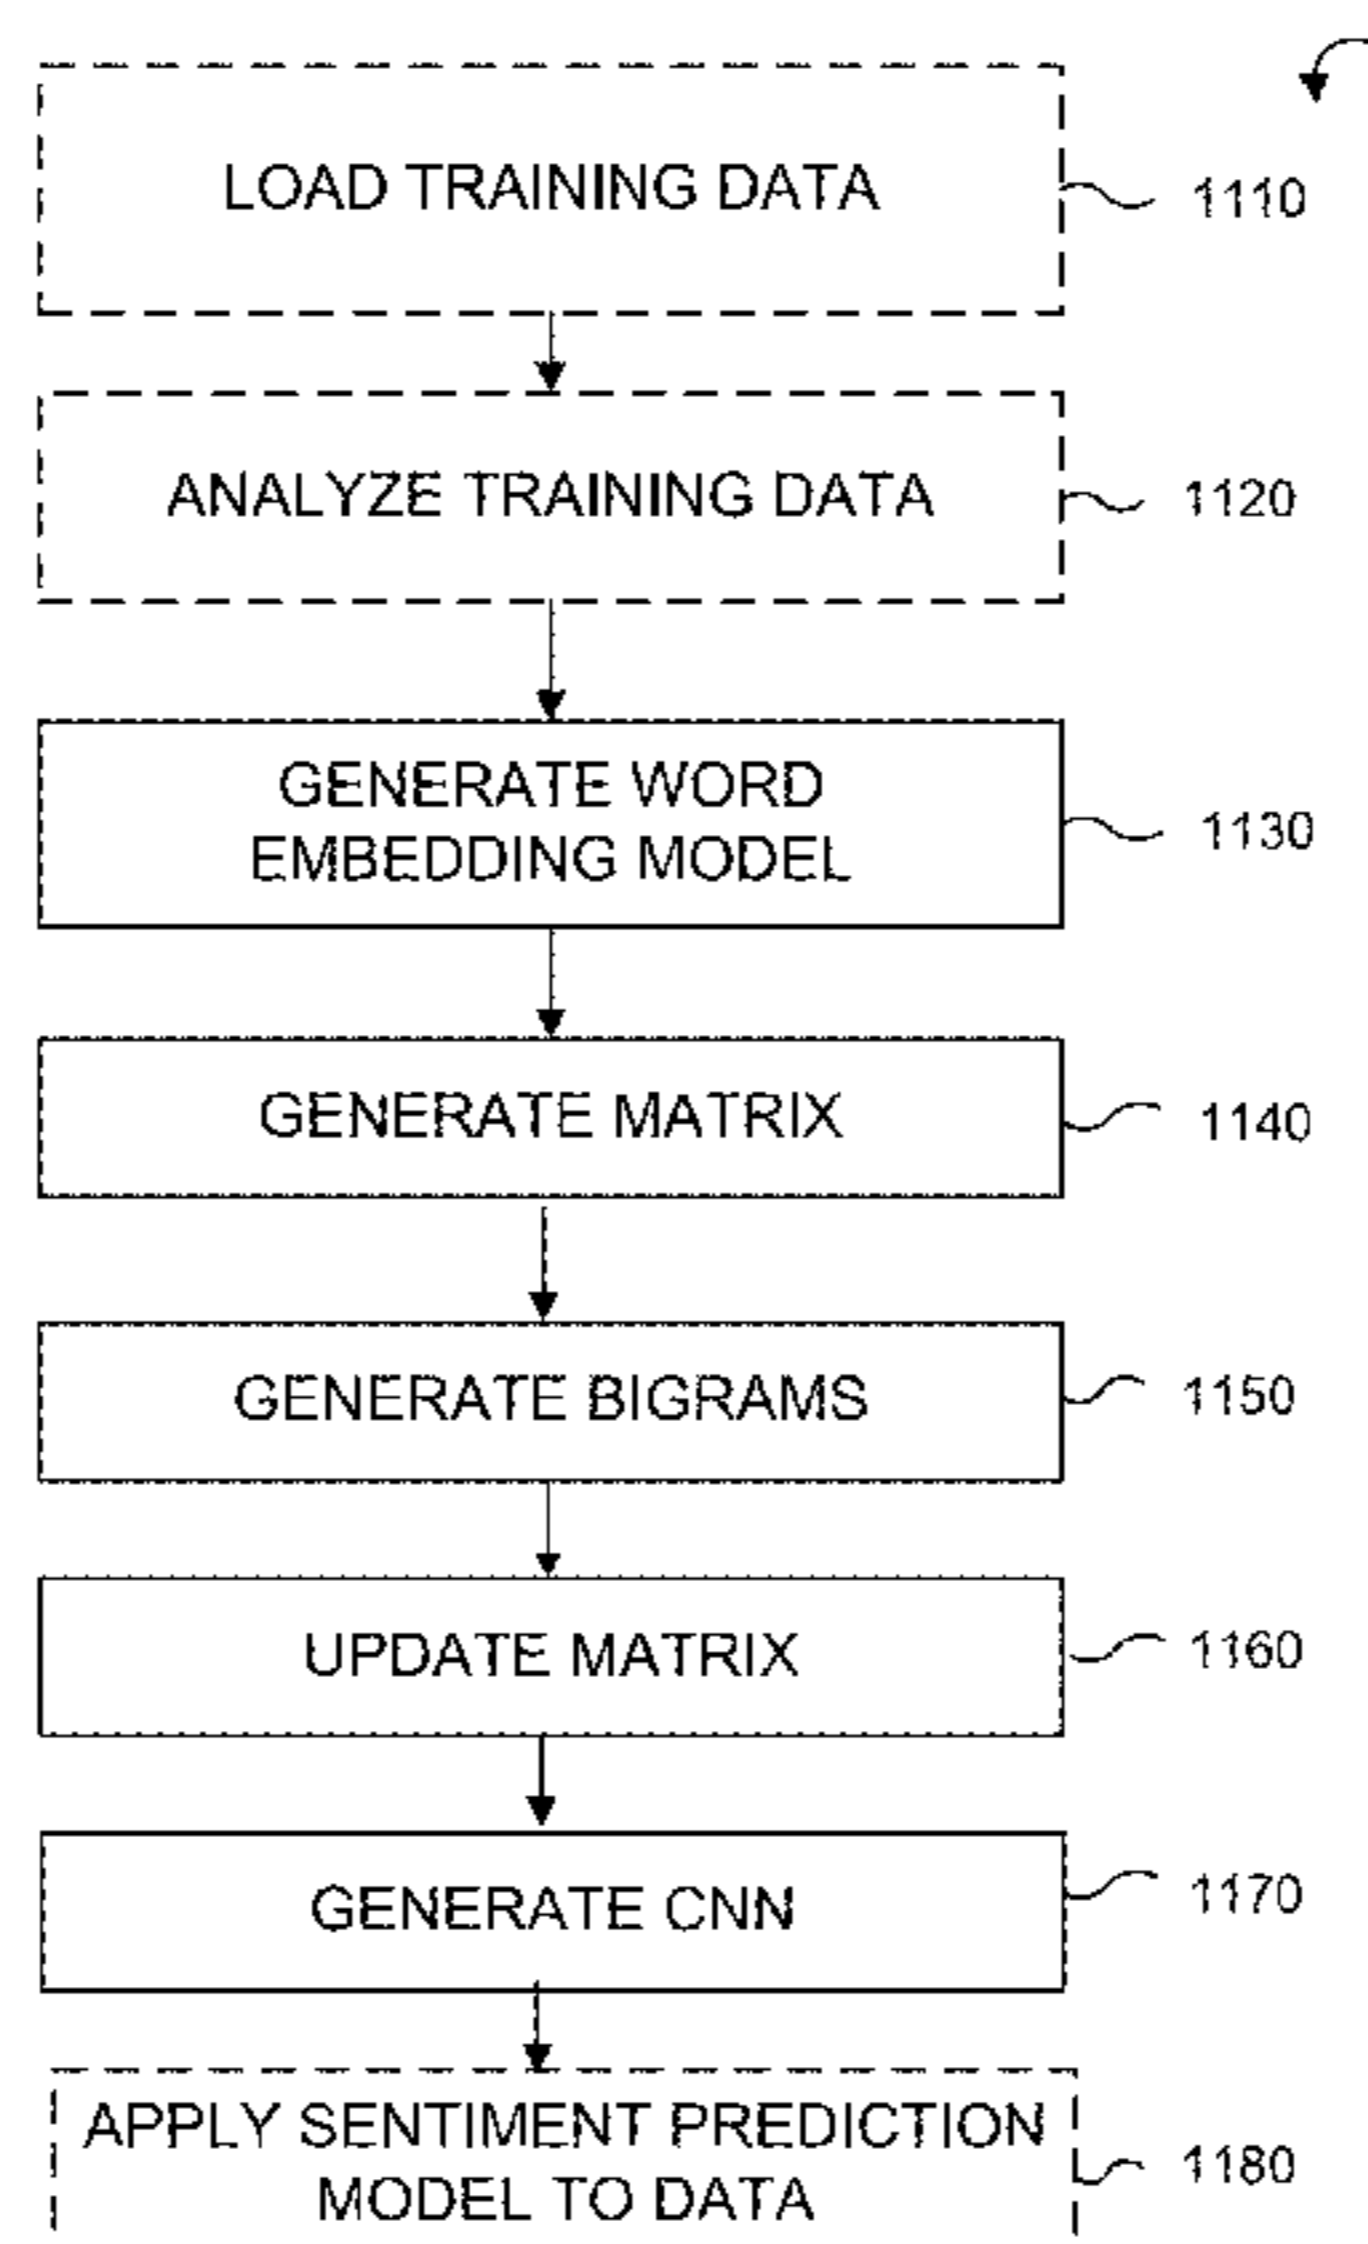 LOAD TRAINING DATA
1110
ANALYZE TRAINING DATA
1120
GENERATE WORD
EMBEDDING MODEL
1130
GENERATE MATRIX
1140
GENERATE BIGRAMS
1150
UPDATE MATRIX
1160
GENERATE CNN
1170
APPLY SENTIMENT PREDICTION
MODEL TO DATA
1180